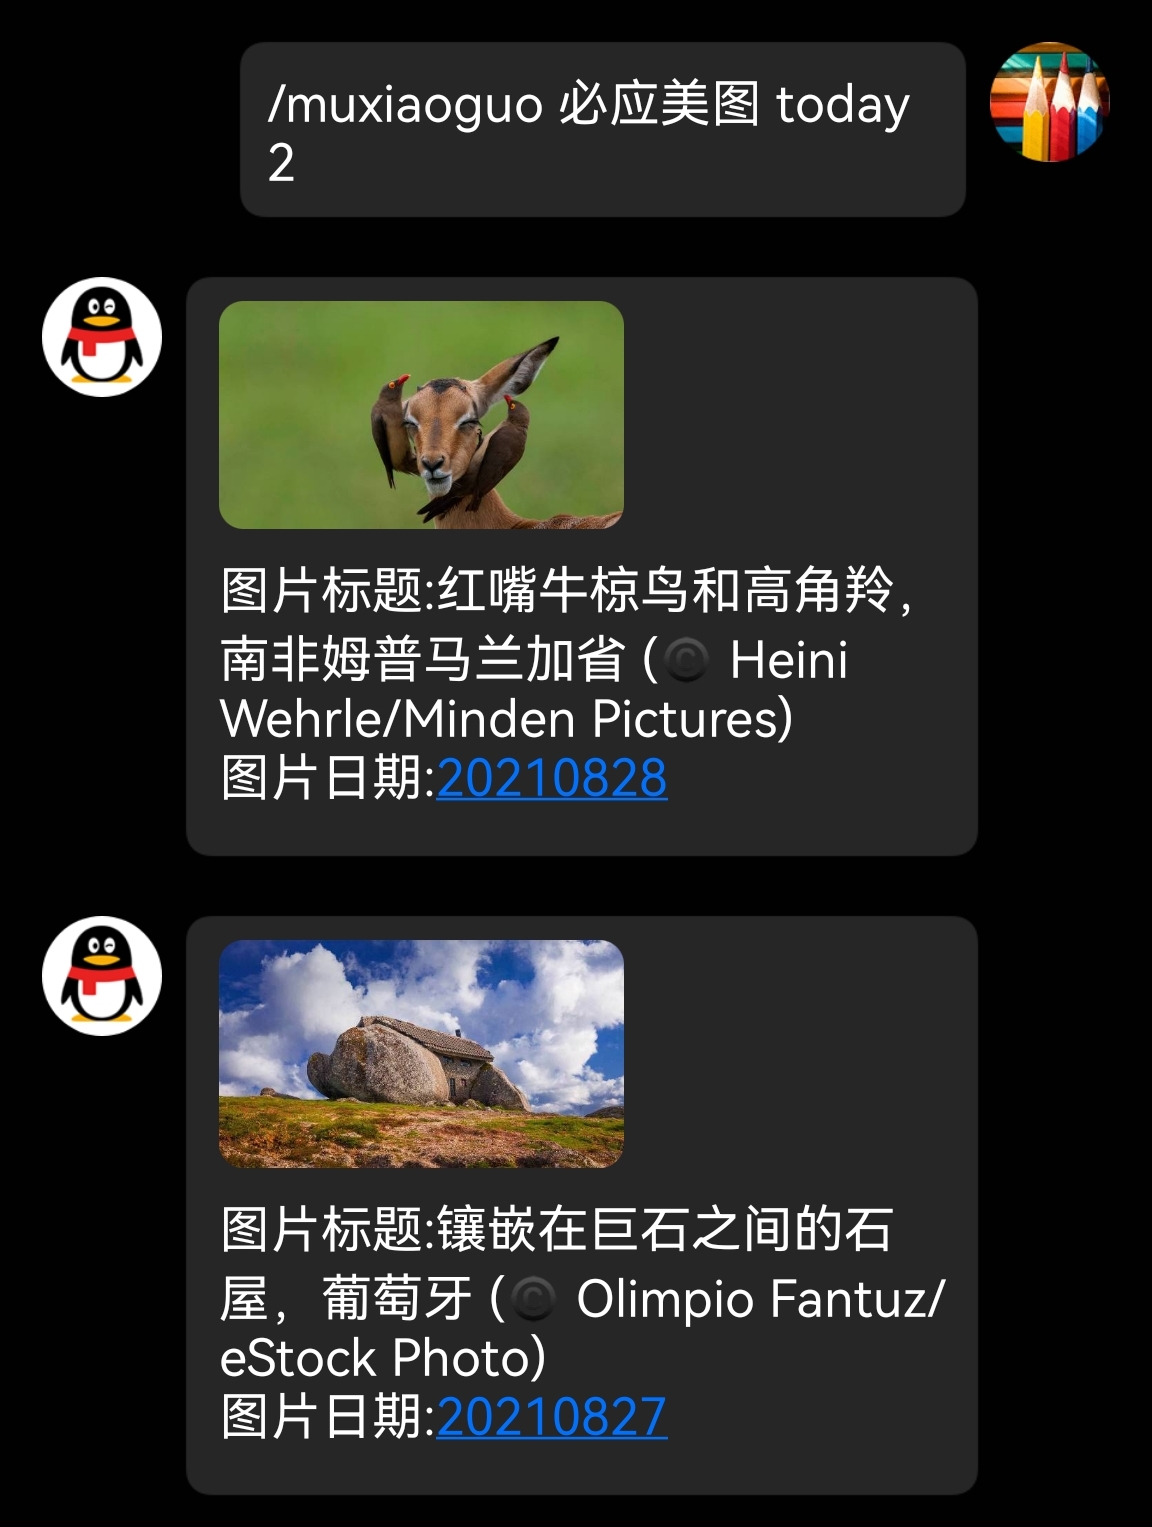 /muxiaoguo 必应美图 today
2
图片标题:红嘴牛椋鸟和高角羚,
南非姆普马兰加省 (© Heini
Wehrle/Minden Pictures)
图片日期:20210828
图片标题:镶嵌在巨石之间的石
屋，葡萄牙 (© Olimpio Fantuz/
eStock Photo)
图片日期:20210827